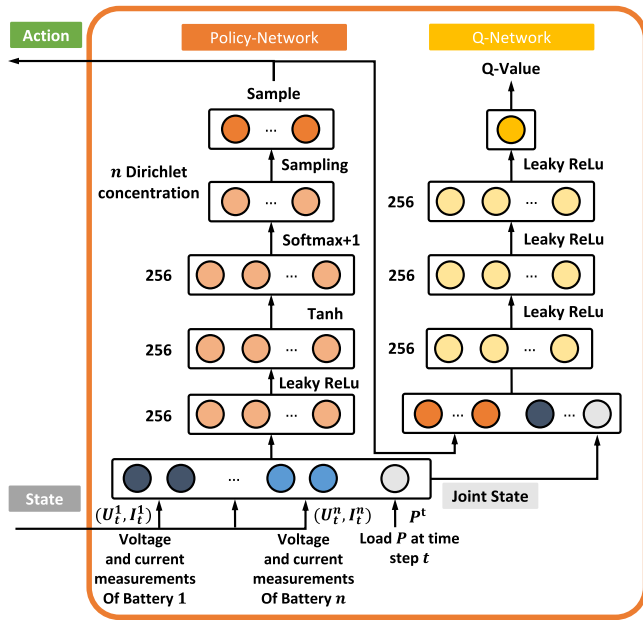 Action
Policy-Network
Q-Network
Q-Value
Sample
...
Sampling
n Dirichlet
concentration
...
Softmax+1
256
...
Tanh
256
...
Leaky ReLu
256
...
Leaky ReLu
256
...
Leaky ReLu
256
...
Leaky ReLu
256
...
... ...
...
State
(U_t^1, I_t^1)
(U_t^n, I_t^n)
P^t
Joint State
Voltage
and current
measurements
Of Battery 1
Voltage
and current
measurements
Of Battery n
Load P at time
step t